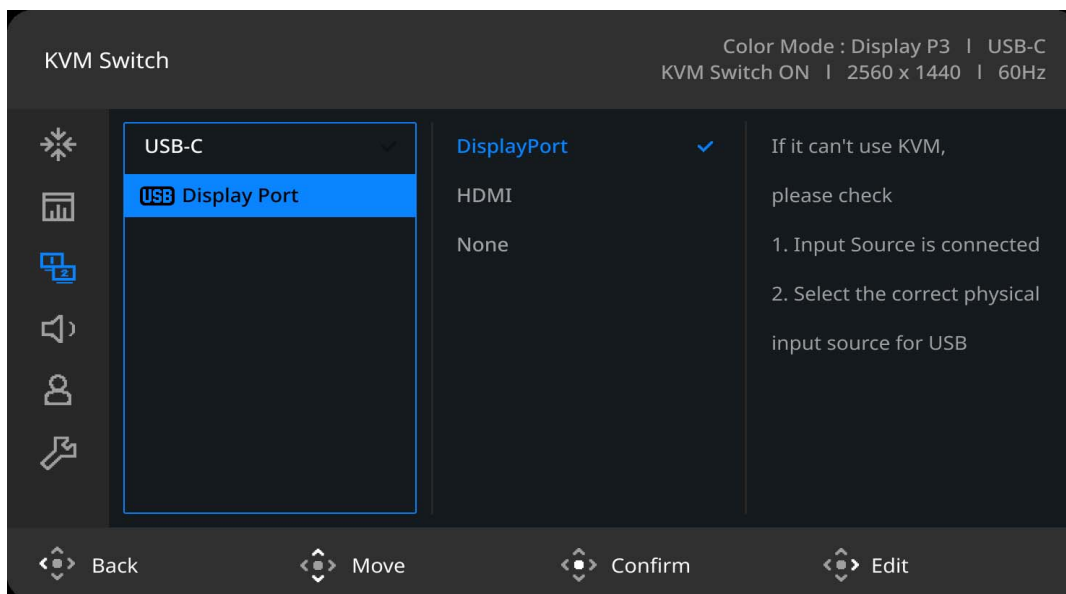 KVM Switch
Color Mode : Display P3 I USB-C
KVM Switch ON I 2560 x 1440 I 60Hz
USB-C
USB Display Port
DisplayPort
HDMI
None
If it can't use KVM,
please check
1. Input Source is connected
2. Select the correct physical
input source for USB
1
2
Back
Move
Confirm
Edit